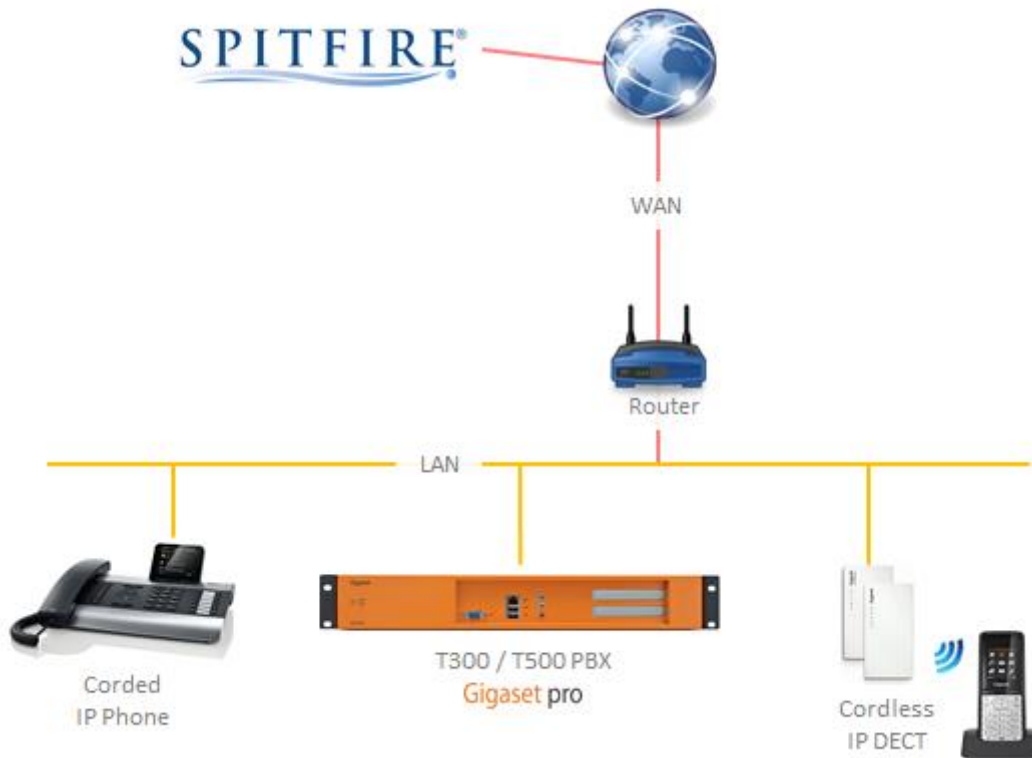 SPITFIRE®
WAN
Router
LAN
T300 / T500 PBX
Gigaset pro
Corded
IP Phone
Cordless
IP DECT